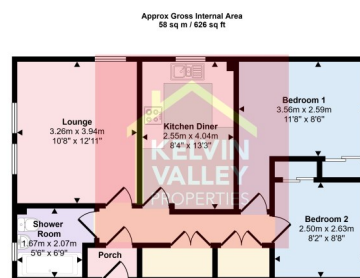 Approx Gross Internal Area
58 sq m / 626 sq ft
Lounge
3.26m x 3.94m
10'8" x 12'11"
Kitchen Diner
2.55m x 4.04m
8'4" x 13'3"
Bedroom 1
3.56m x 2.59m
11'8" x 8'6"
KELVIN
VALLEY
PROPERTIES
Shower
Room
1.67m x 2.07m
5'6" x 6'9"
Porch
Bedroom 2
2.50m x 2.63m
8'2" x 8'8"